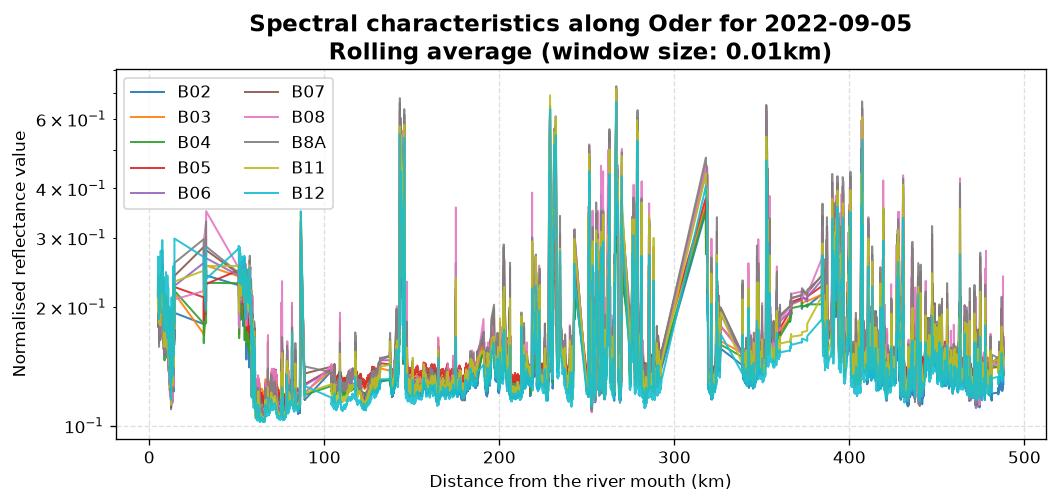 Spectral characteristics along Oder for 2022-09-05
Rolling average (window size: 0.01km)
B02 B07
B03 B08
B04 B8A
B05 B11
B06 B12
Normalised reflectance value
6 × 10⁻¹
4 × 10⁻¹
3 × 10⁻¹
2 × 10⁻¹
10⁻¹
0 100 200 300 400 500
Distance from the river mouth (km)